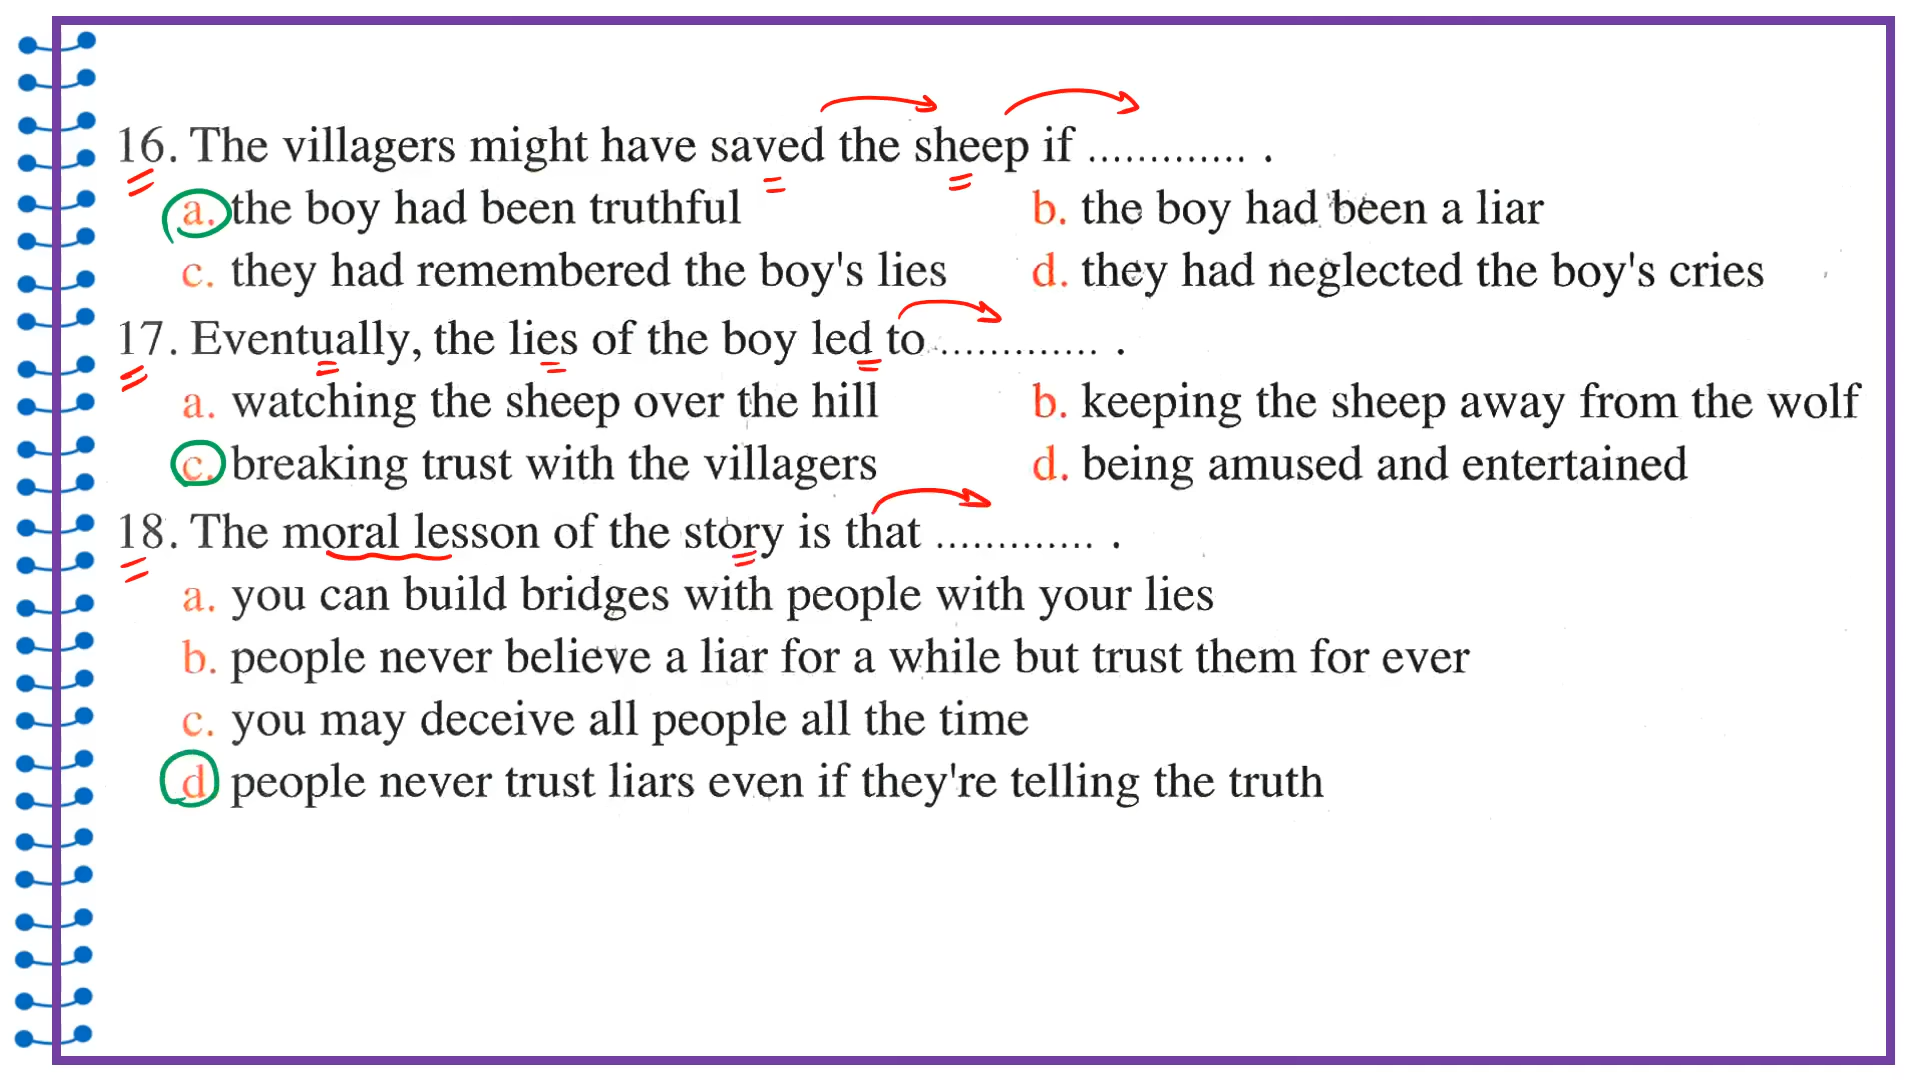 16. The villagers might have saved the sheep if ............. .
a. the boy had been truthful b. the boy had been a liar
c. they had remembered the boy's lies d. they had neglected the boy's cries
17. Eventually, the lies of the boy led to ............. .
a. watching the sheep over the hill b. keeping the sheep away from the wolf
c. breaking trust with the villagers d. being amused and entertained
18. The moral lesson of the story is that ............. .
a. you can build bridges with people with your lies
b. people never believe a liar for a while but trust them for ever
c. you may deceive all people all the time
d people never trust liars even if they're telling the truth